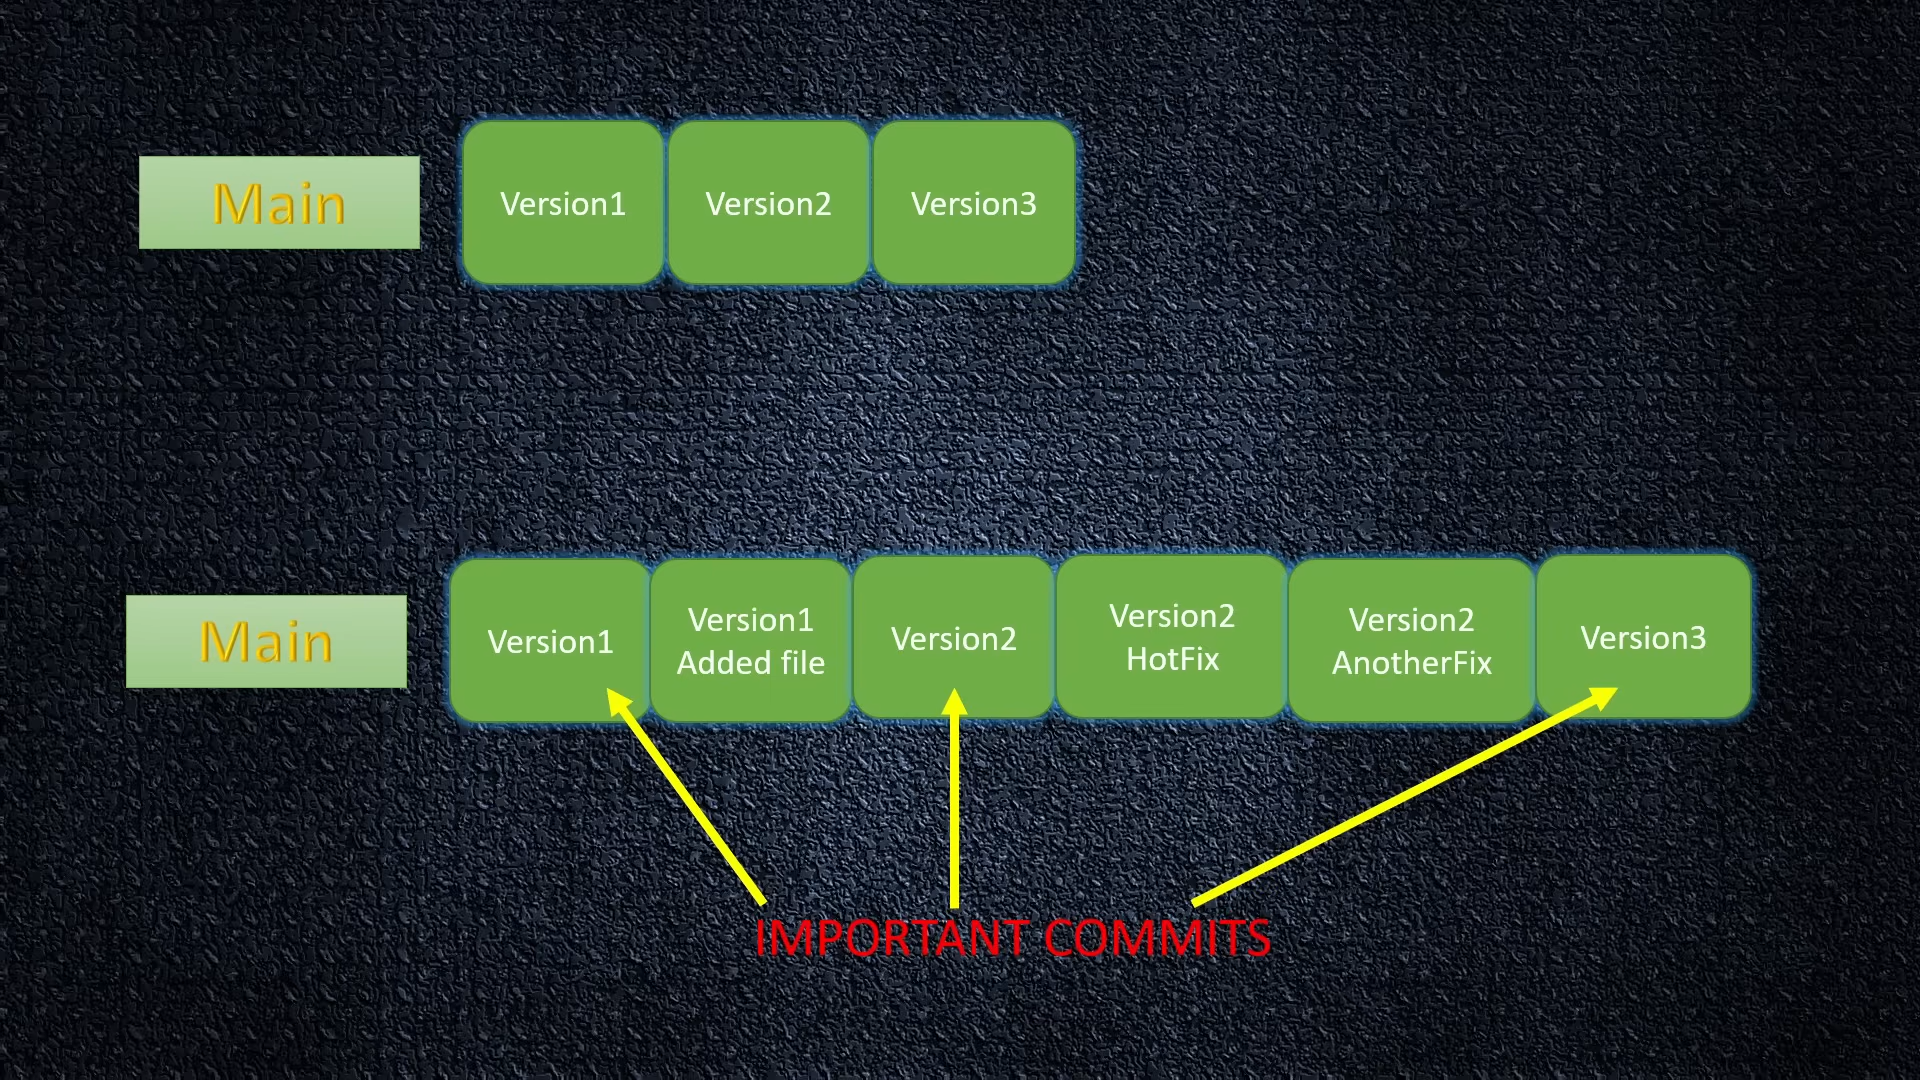 Main
Version1
Version2
Version3
Main
Version1
Version1
Added file
Version2
Version2
HotFix
Version2
AnotherFix
Version3
IMPORTANT COMMITS